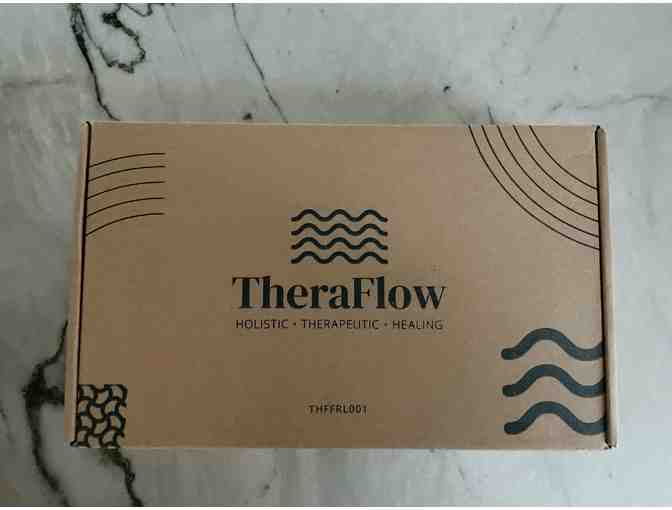 TheraFlow
HOLISTIC • THERAPEUTIC • HEALING
THFFRL001